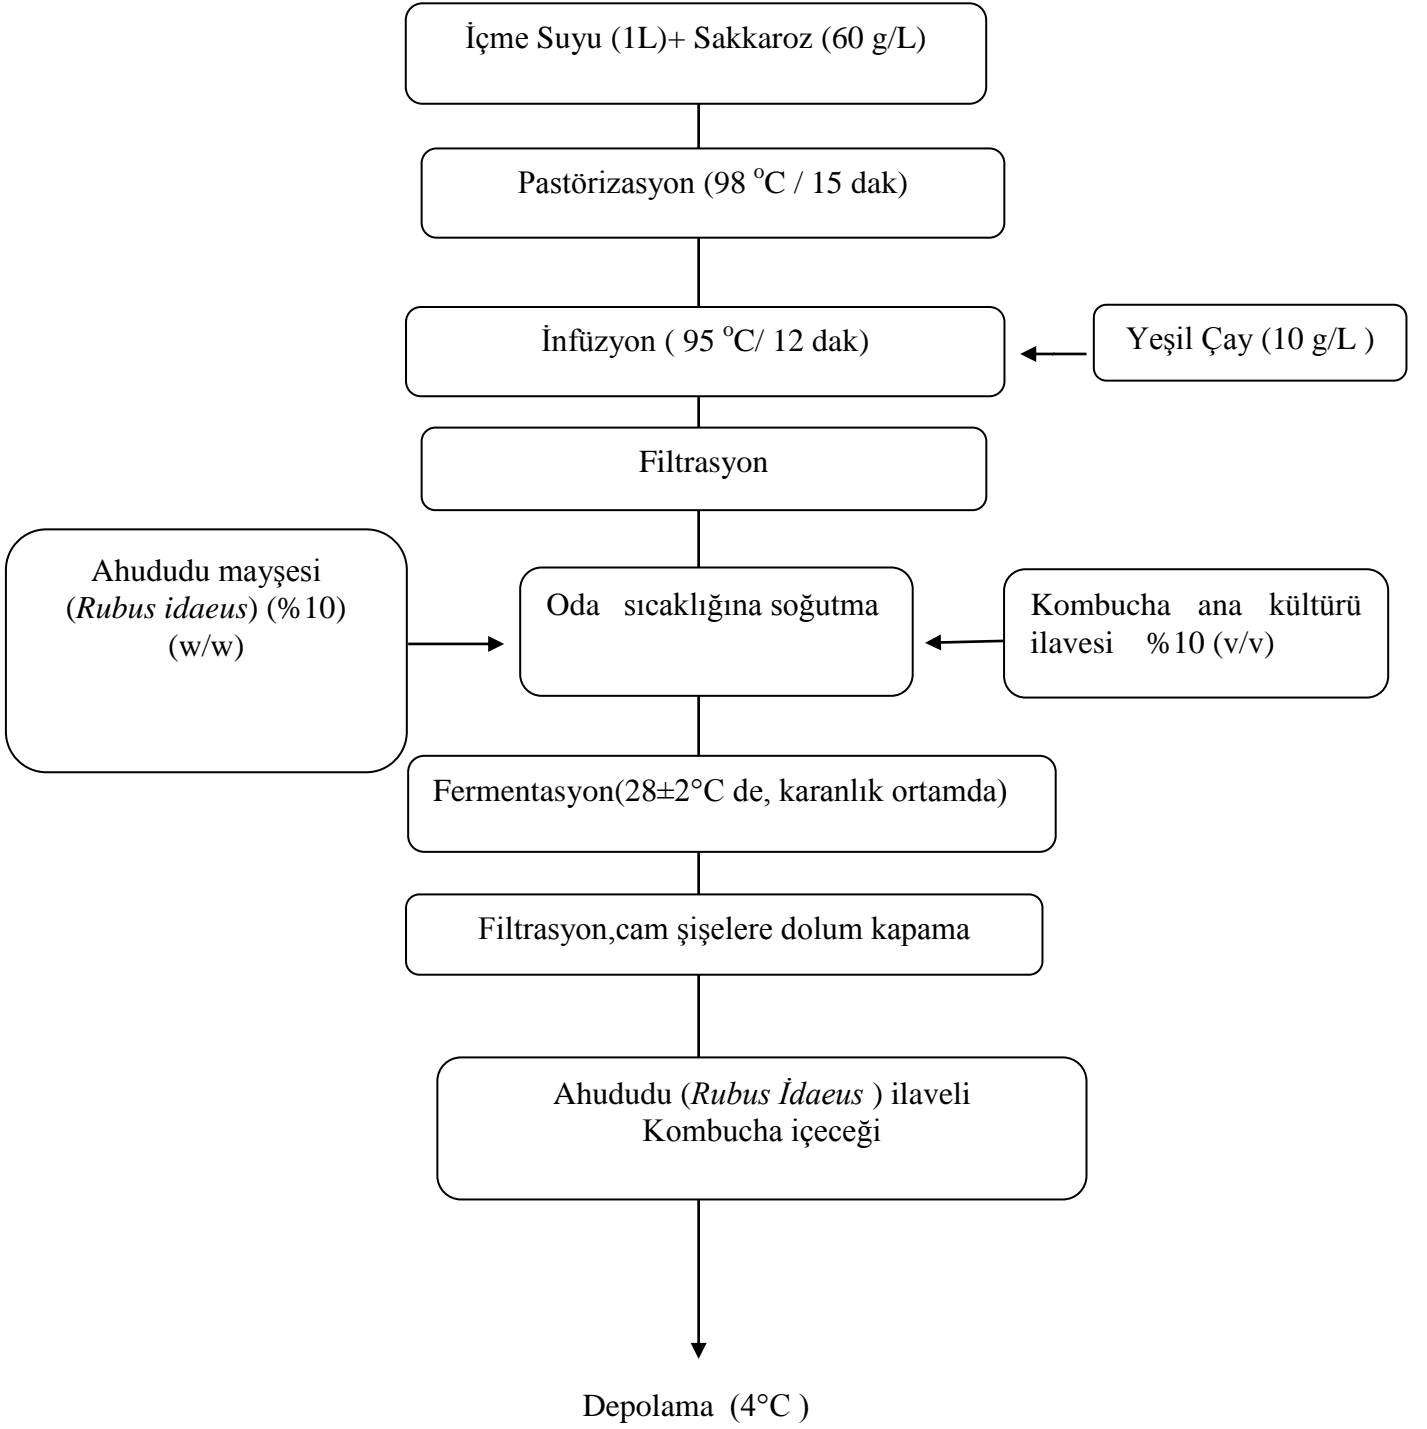 İçme Suyu (1L)+ Sakkaroz (60 g/L)
Pastörizasyon (98 °C / 15 dak)
İnfüzyon ( 95 °C/ 12 dak)
Yeşil Çay (10 g/L )
Filtrasyon
Ahududu mayşesi
(Rubus idaeus) (%10)
(w/w)
Oda sıcaklığına soğutma
Kombucha ana kültürü
ilavesi %10 (v/v)
Fermentasyon(28±2°C de, karanlık ortamda)
Filtrasyon,cam şişelere dolum kapama
Ahududu (Rubus İdaeus ) ilaveli
Kombucha içeceği
Depolama (4°C )